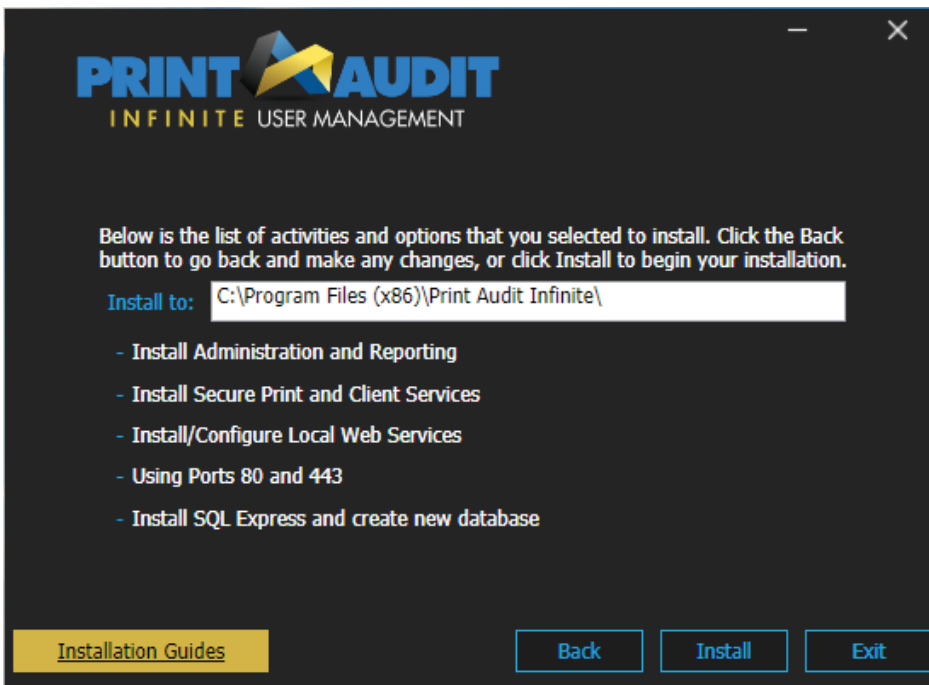 PRINT AUDIT
INFINITE USER MANAGEMENT
Below is the list of activities and options that you selected to install. Click the Back
button to go back and make any changes, or click Install to begin your installation.
Install to: C:\Program Files (x86)\Print Audit Infinite\
- Install Administration and Reporting
- Install Secure Print and Client Services
- Install/Configure Local Web Services
- Using Ports 80 and 443
- Install SQL Express and create new database
Installation Guides Back Install Exit